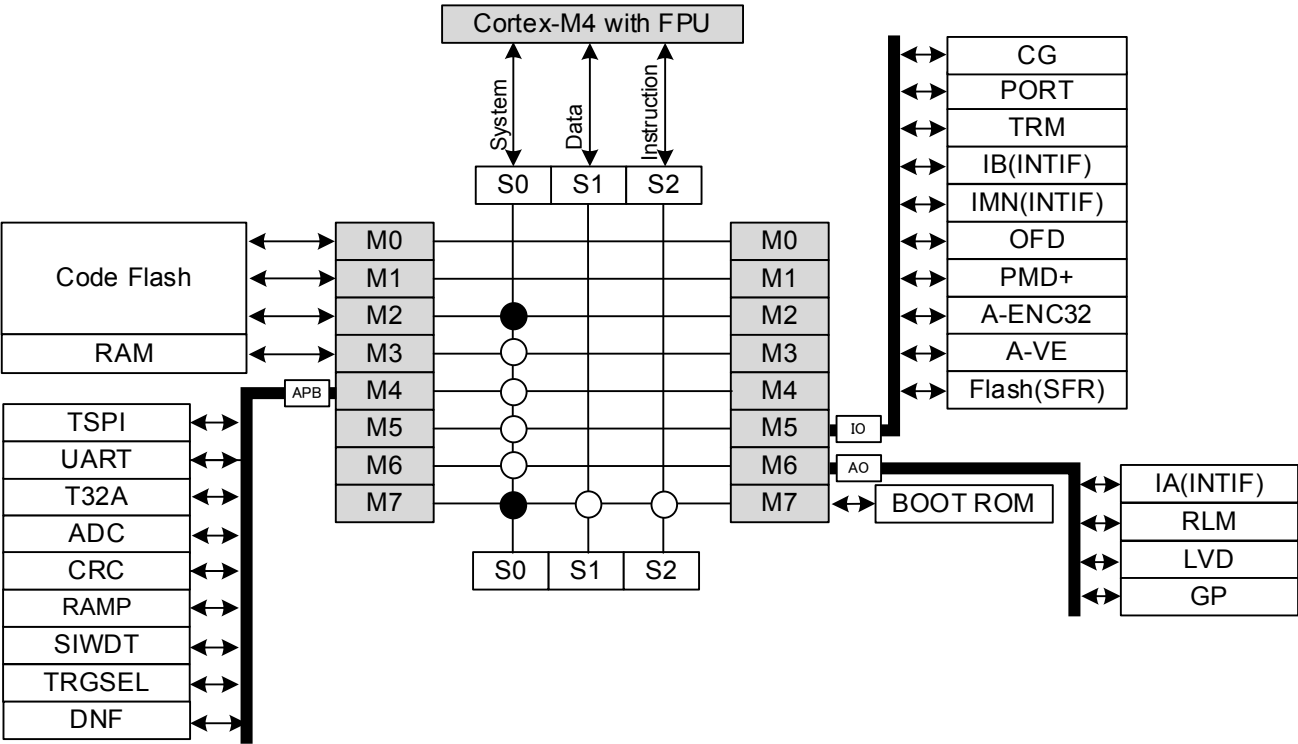 Cortex-M4 with FPU
System
Data
Instruction
S0 S1 S2
Code Flash
RAM
M0
M1
M2
M3
M4
M5
M6
M7
M0
M1
M2
M3
M4
M5
M6
M7
S0 S1 S2
APB
TSPI
UART
T32A
ADC
CRC
RAMP
SIWDT
TRGSEL
DNF
IO
CG
PORT
TRM
IB(INTIF)
IMN(INTIF)
OFD
PMD+
A-ENC32
A-VE
Flash(SFR)
AO
BOOT ROM
IA(INTIF)
RLM
LVD
GP